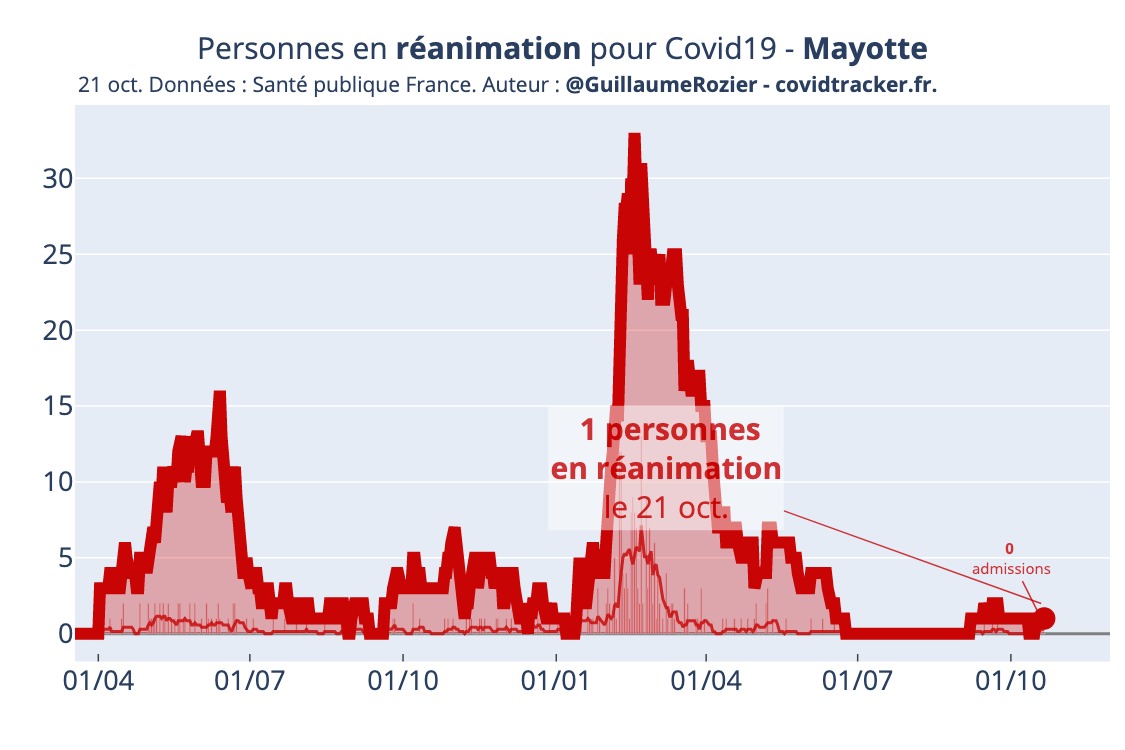 Personnes en réanimation pour Covid19 - Mayotte
21 oct. Données : Santé publique France. Auteur : @GuillaumeRozier - covidtracker.fr.
30
25
20
15
10
5
0
1 personnes
en réanimation
le 21 oct.
0
admissions
01/04 01/07 01/10 01/01 01/04 01/07 01/10